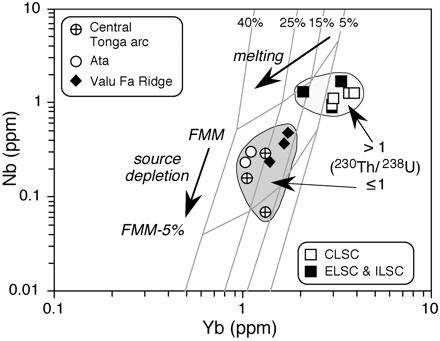 40% 25% 15% 5%
10
1
0.1
0.01
Nb (ppm)
Central
Tonga arc
Ata
Valu Fa Ridge
melting
FMM
source
depletion
FMM-5%
> 1
(²³⁰Th/²³⁸U)
≤1
CLSC
ELSC & ILSC
0.1 1 10
Yb (ppm)